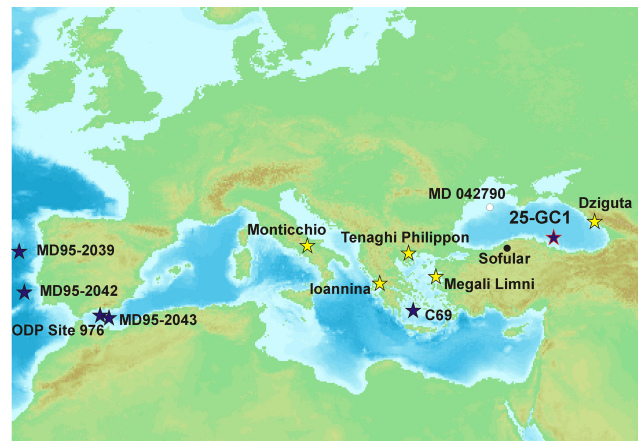 MD 042790
Dziguta
25-GC1
Monticchio
Tenaghi Philippon
MD95-2039
Sofular
Ioannina
Megali Limni
MD95-2042
C69
MD95-2043
ODP Site 976